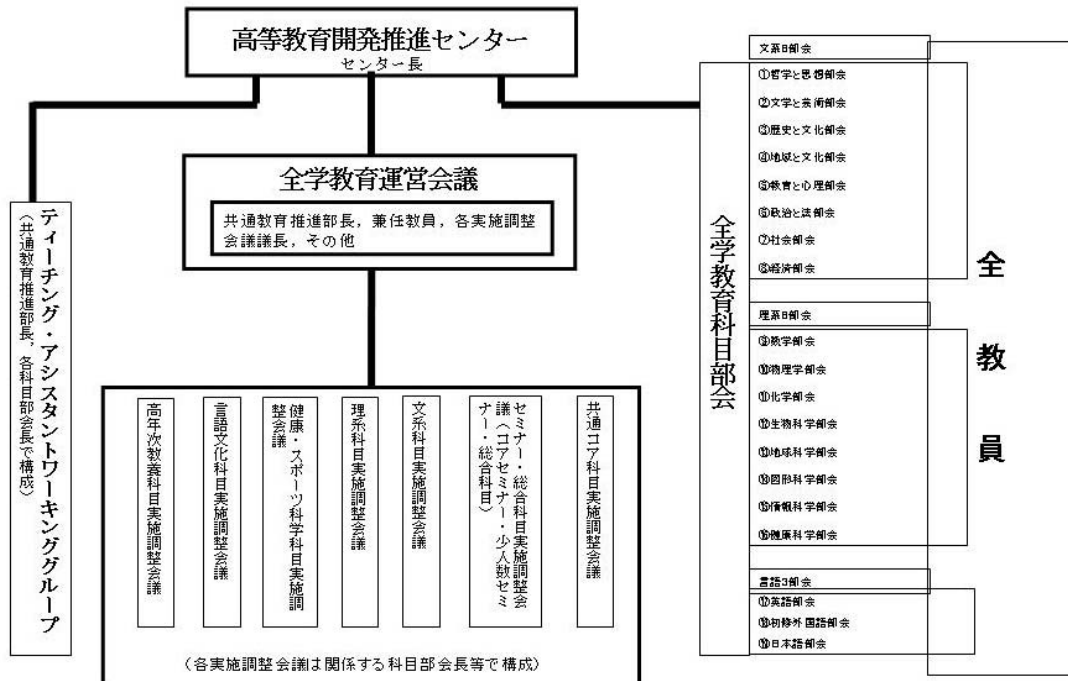 高等教育開発推進センター
センター長
全学教育運営会議
共通教育推進部長，兼任教員，各実施調整
会議議長，その他
ティーチング・アシスタントワーキンググループ
（共通教育推進部長，各科目部会長で構成）
共通コア科目実施調整会議
セミナー・総合科目実施調整会
議（コアセミナー・少人数セミ
ナー・総合科目）
文系科目実施調整会議
理系科目実施調整会議
健康・スポーツ科学科目実施調
整会議
言語文化科目実施調整会議
高年次教養科目実施調整会議
（各実施調整会議は関係する科目部会長等で構成）
全学教育科目部会
文系8部会
①哲学と思想部会
②文学と芸術部会
③歴史と文化部会
④地域と文化部会
⑤教育と心理部会
⑥政治と法部会
⑦社会部会
⑧経済部会
理系8部会
⑨数学部会
⑩物理学部会
⑪化学部会
⑫生物科学部会
⑬地球科学部会
⑭図形科学部会
⑮情報科学部会
⑯健康科学部会
言語3部会
⑰英語部会
⑱初修外国語部会
⑲日本語部会
全教員